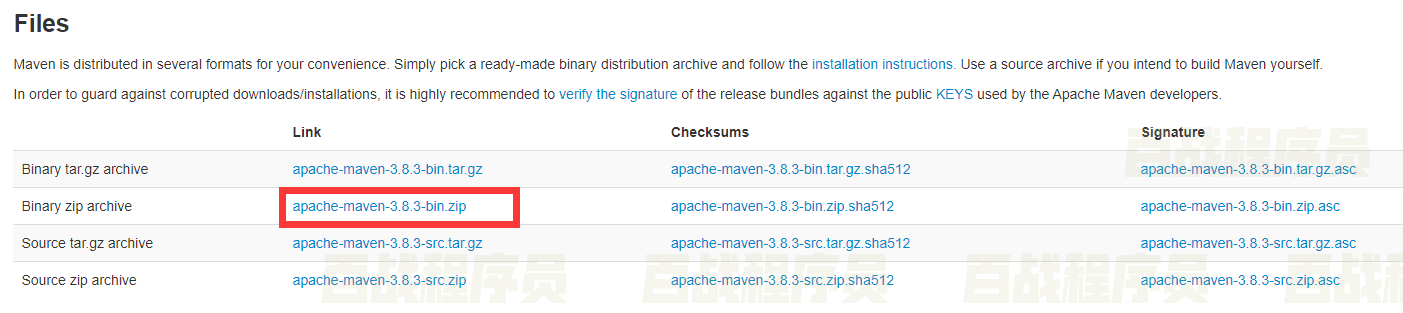 Files
Maven is distributed in several formats for your convenience. Simply pick a ready-made binary distribution archive and follow the installation instructions. Use a source archive if you intend to build Maven yourself.
In order to guard against corrupted downloads/installations, it is highly recommended to verify the signature of the release bundles against the public KEYS used by the Apache Maven developers.
Link Checksums Signature
百战程序员
Binary tar.gz archive apache-maven-3.8.3-bin.tar.gz apache-maven-3.8.3-bin.tar.gz.sha512 apache-maven-3.8.3-bin.tar.gz.asc
Binary zip archive apache-maven-3.8.3-bin.zip apache-maven-3.8.3-bin.zip.sha512 apache-maven-3.8.3-bin.zip.asc
Source tar.gz archive apache-maven-3.8.3-src.tar.gz apache-maven-3.8.3-src.tar.gz.sha512 apache-maven-3.8.3-src.tar.gz.asc
Source zip archive apache-maven-3.8.3-src.zip apache-maven-3.8.3-src.zip.sha512 apache-maven-3.8.3-src.zip.asc
百战程序员 百战程序员 百战程序员 百战程序员